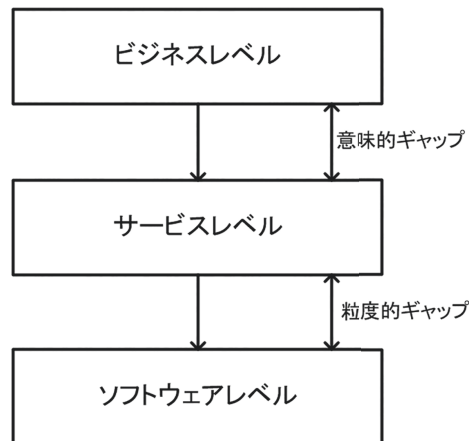 ビジネスレベル
意味的ギャップ
サービスレベル
粒度的ギャップ
ソフトウェアレベル